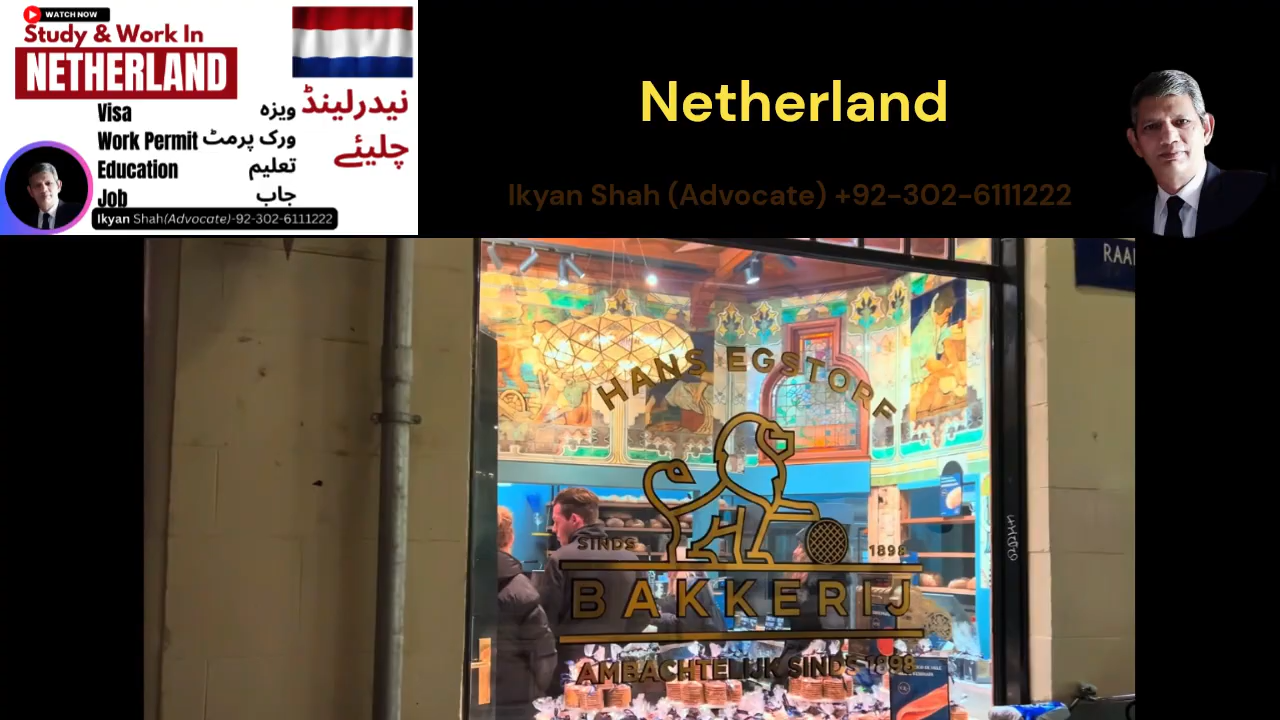 WATCH NOW
Study & Work In
NETHERLAND
Visa
Work Permit
Education
Job
ویزہ
ورک پرمٹ
تعلیم
جاب
نیدرلینڈ
چلیئے
Ikyan Shah(Advocate)-92-302-6111222
Netherland
Ikyan Shah (Advocate) +92-302-6111222
RAA
HANS EGSTORF
SINDS 1898
BAKKERIJ
AMBACHTELIJK SINDS 1898